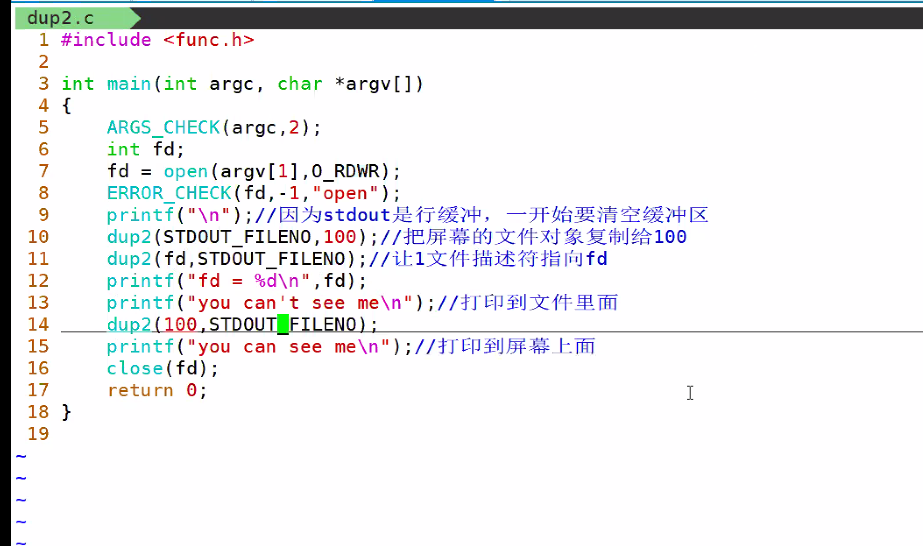 dup2.c
1 #include <func.h>
2
3 int main(int argc, char *argv[])
4 {
5     ARGS_CHECK(argc,2);
6     int fd;
7     fd = open(argv[1],O_RDWR);
8     ERROR_CHECK(fd,-1,"open");
9     printf("\n");//因为stdout是行缓冲，一开始要清空缓冲区
10     dup2(STDOUT_FILENO,100);//把屏幕的文件对象复制给100
11     dup2(fd,STDOUT_FILENO);//让1文件描述符指向fd
12     printf("fd = %d\n",fd);
13     printf("you can't see me\n");//打印到文件里面
14     dup2(100,STDOUT_FILENO);
15     printf("you can see me\n");//打印到屏幕上面
16     close(fd);
17     return 0;
18 }
19
~
~
~
~
~